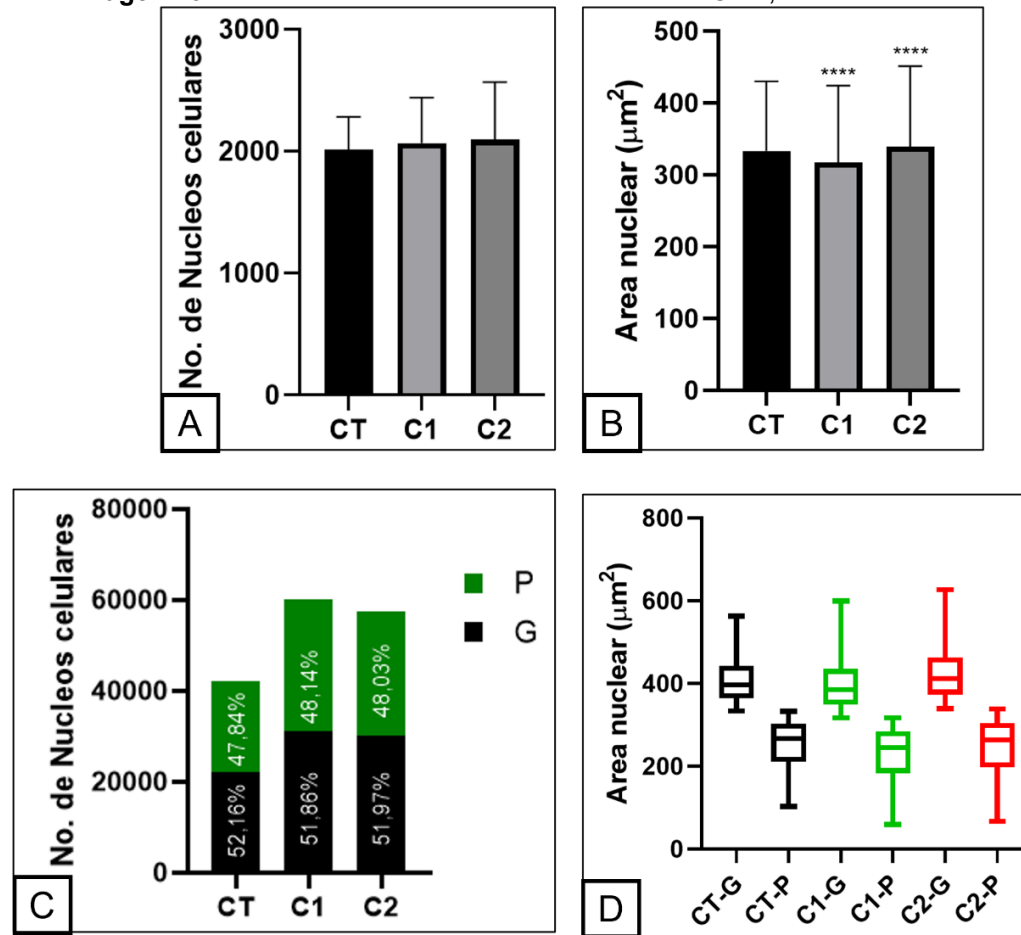 3000
2000
1000
0
No. de Nucleos celulares
CT C1 C2
A
500
400
300
200
100
0
Area nuclear (μm²)
****
****
CT C1 C2
B
80000
60000
40000
20000
0
No. de Nucleos celulares
47,84%
52,16%
48,14%
51,86%
48,03%
51,97%
CT C1 C2
P
G
C
800
600
400
200
0
Area nuclear (μm²)
CT-G CT-P C1-G C1-P C2-G C2-P
D